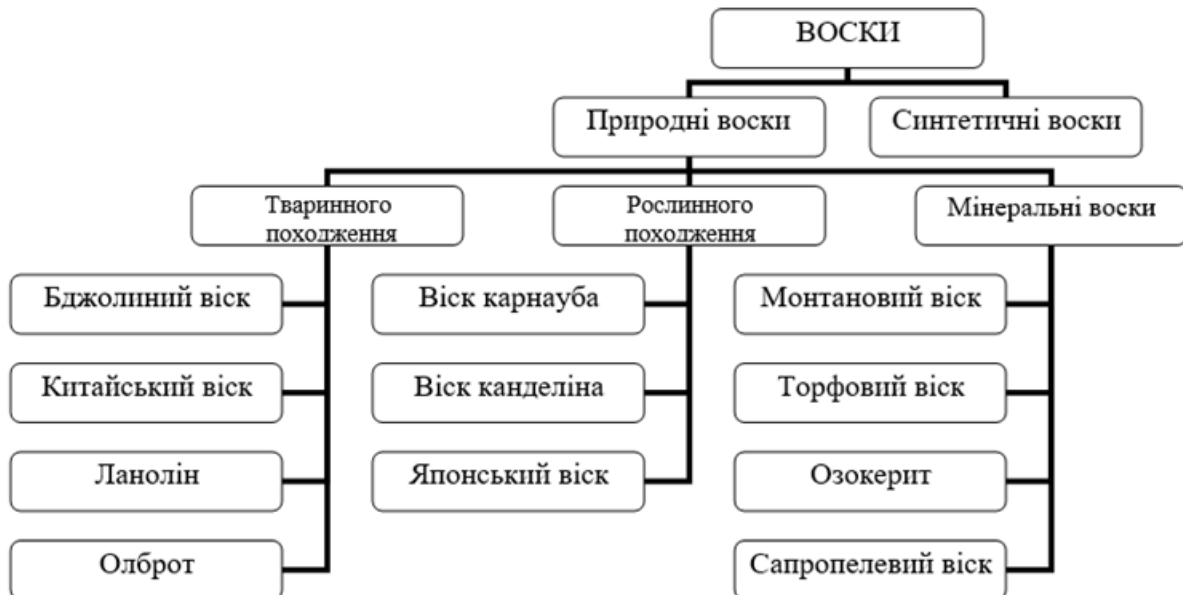 ВОСКИ
Природні воски
Синтетичні воски
Тваринного
походження
Рослинного
походження
Мінеральні воски
Бджолиний віск
Віск карнауба
Монтановий віск
Китайський віск
Віск канделіна
Торфовий віск
Ланолін
Японський віск
Озокерит
Олброт
Сапропелевий віск